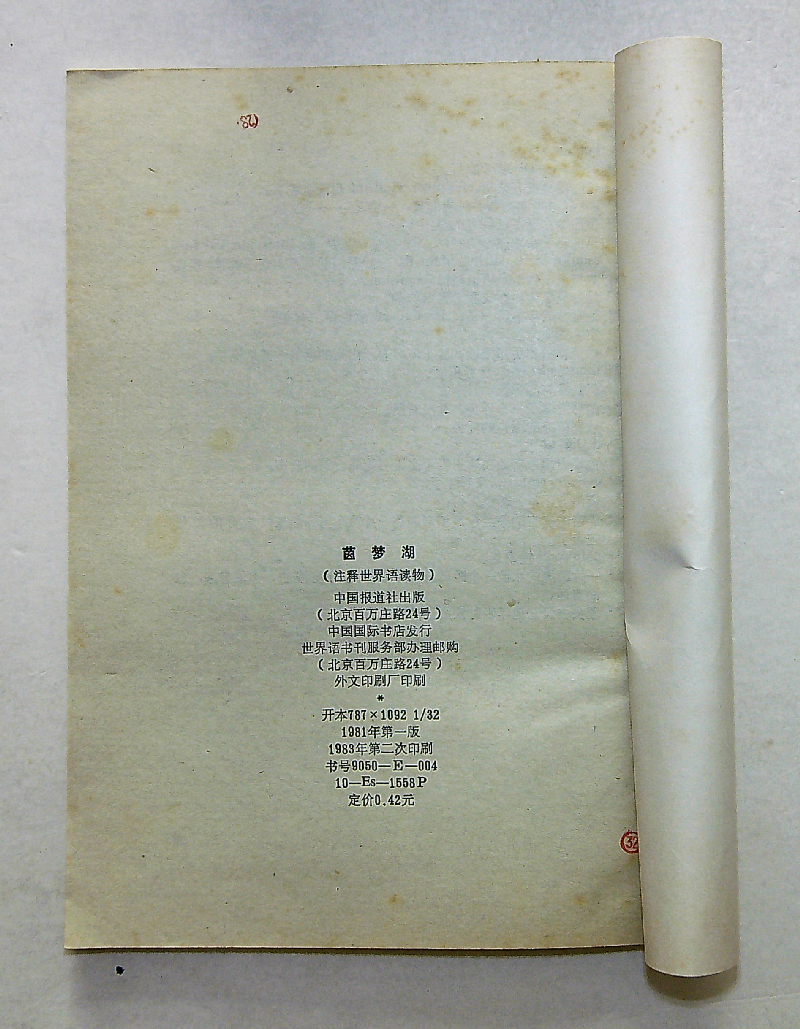 茵梦湖
（注释世界语读物）
中国报道社出版
（北京百万庄路24号）
中国国际书店发行
世界语书刊服务部办理邮购
（北京百万庄路24号）
外文印刷厂印刷
*
开本787×1092 1/32
1981年第一版
1983年第二次印刷
书号9050—E—004
10—Es—1558P
定价0.42元
32